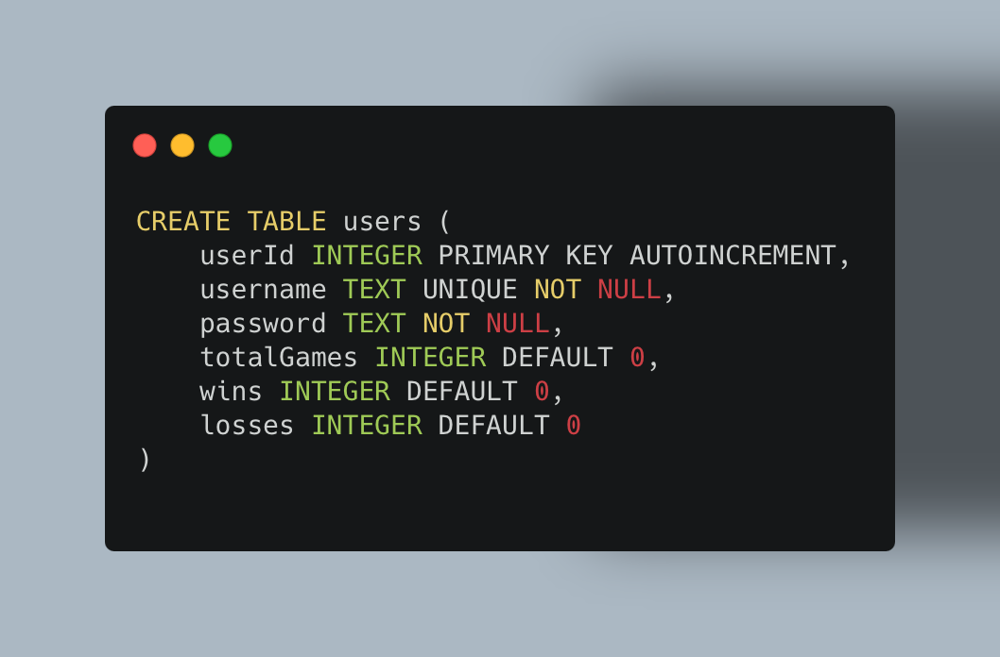 CREATE TABLE users (
    userId INTEGER PRIMARY KEY AUTOINCREMENT,
    username TEXT UNIQUE NOT NULL,
    password TEXT NOT NULL,
    totalGames INTEGER DEFAULT 0,
    wins INTEGER DEFAULT 0,
    losses INTEGER DEFAULT 0
)